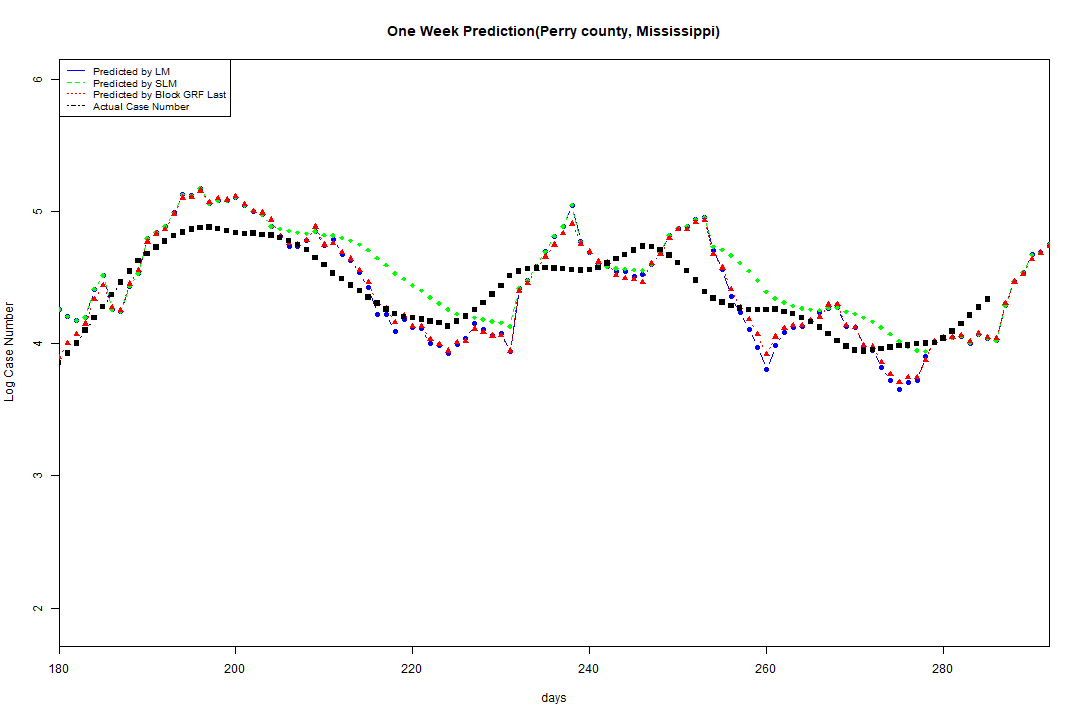 One Week Prediction(Perry county, Mississippi)
Predicted by LM
Predicted by SLM
Predicted by Block GRF Last
Actual Case Number
6
5
4
3
2
Log Case Number
180 200 220 240 260 280
days